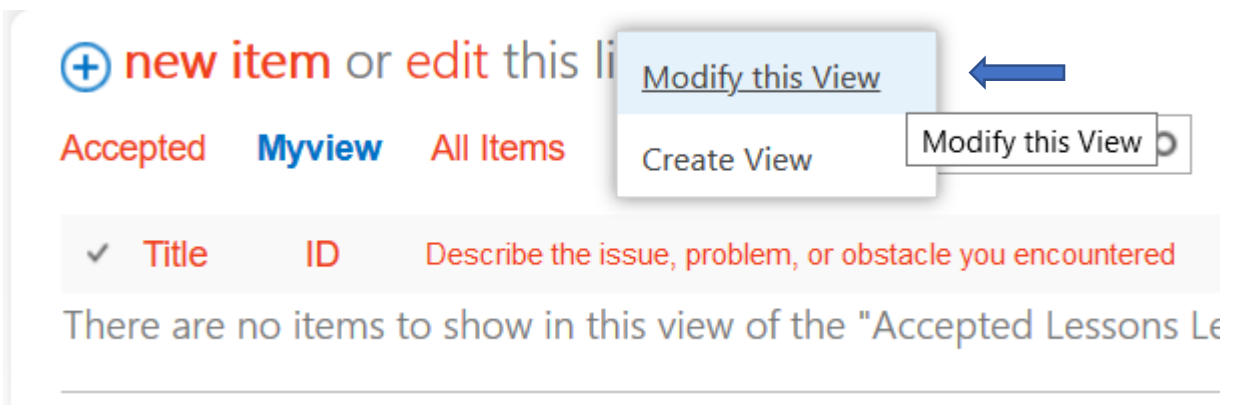 new item or edit this li
Modify this View
Accepted Myview All Items
Create View
Modify this View
Title ID Describe the issue, problem, or obstacle you encountered
There are no items to show in this view of the "Accepted Lessons Le